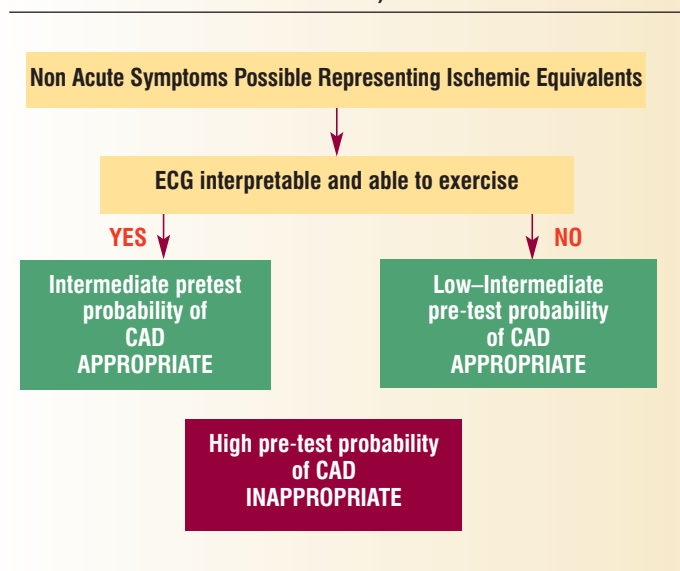 Non Acute Symptoms Possible Representing Ischemic Equivalents
ECG interpretable and able to exercise
YES
NO
Intermediate pretest
probability of
CAD
APPROPRIATE
Low–Intermediate
pre-test probability
of CAD
APPROPRIATE
High pre-test probability
of CAD
INAPPROPRIATE